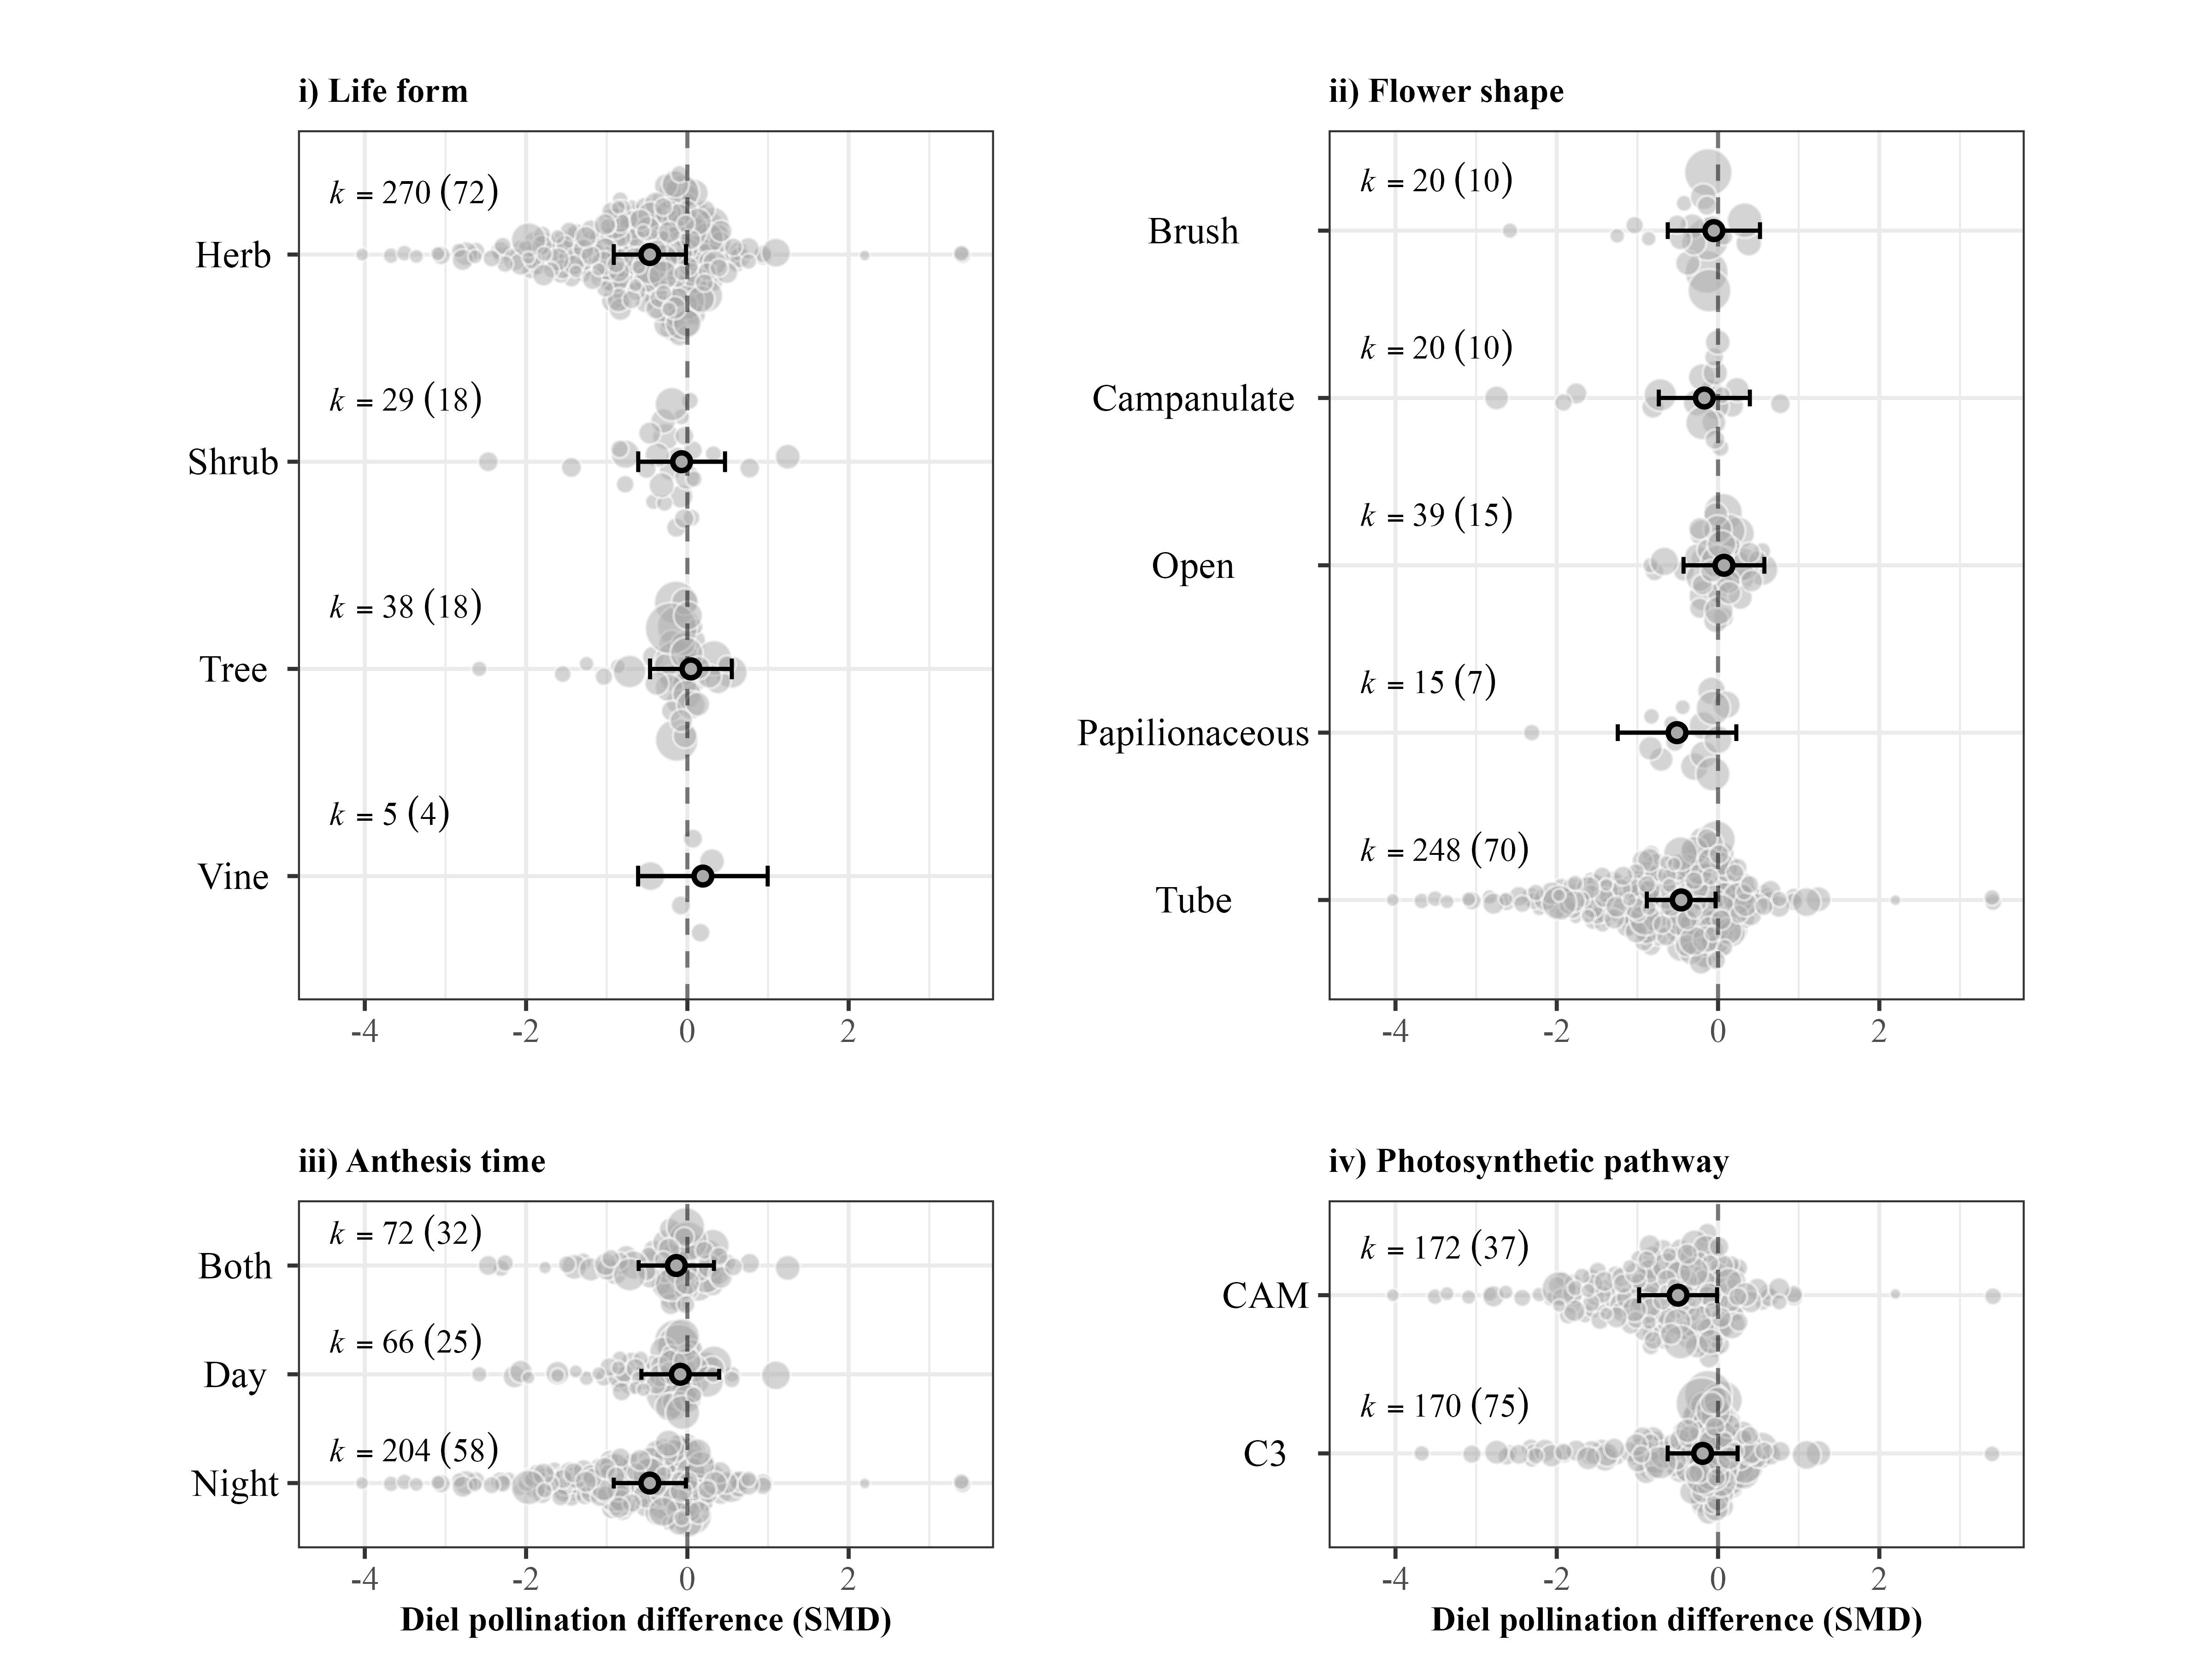 i) Life form
k = 270 (72)
Herb
k = 29 (18)
Shrub
k = 38 (18)
Tree
k = 5 (4)
Vine
-4 -2 0 2
ii) Flower shape
k = 20 (10)
Brush
k = 20 (10)
Campanulate
k = 39 (15)
Open
k = 15 (7)
Papilionaceous
k = 248 (70)
Tube
-4 -2 0 2
iii) Anthesis time
k = 72 (32)
Both
k = 66 (25)
Day
k = 204 (58)
Night
-4 -2 0 2
Diel pollination difference (SMD)
iv) Photosynthetic pathway
k = 172 (37)
CAM
k = 170 (75)
C3
-4 -2 0 2
Diel pollination difference (SMD)